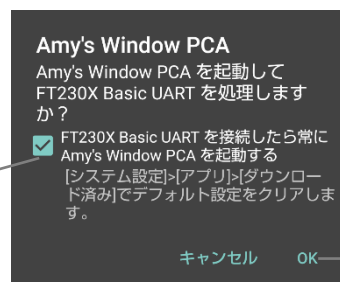 Amy's Window PCA
Amy's Window PCA を起動して
FT230X Basic UART を処理します
か？
FT230X Basic UART を接続したら常に
Amy's Window PCA を起動する
[システム設定]>[アプリ]>[ダウンロー
ド済み]でデフォルト設定をクリアしま
す。
キャンセル OK